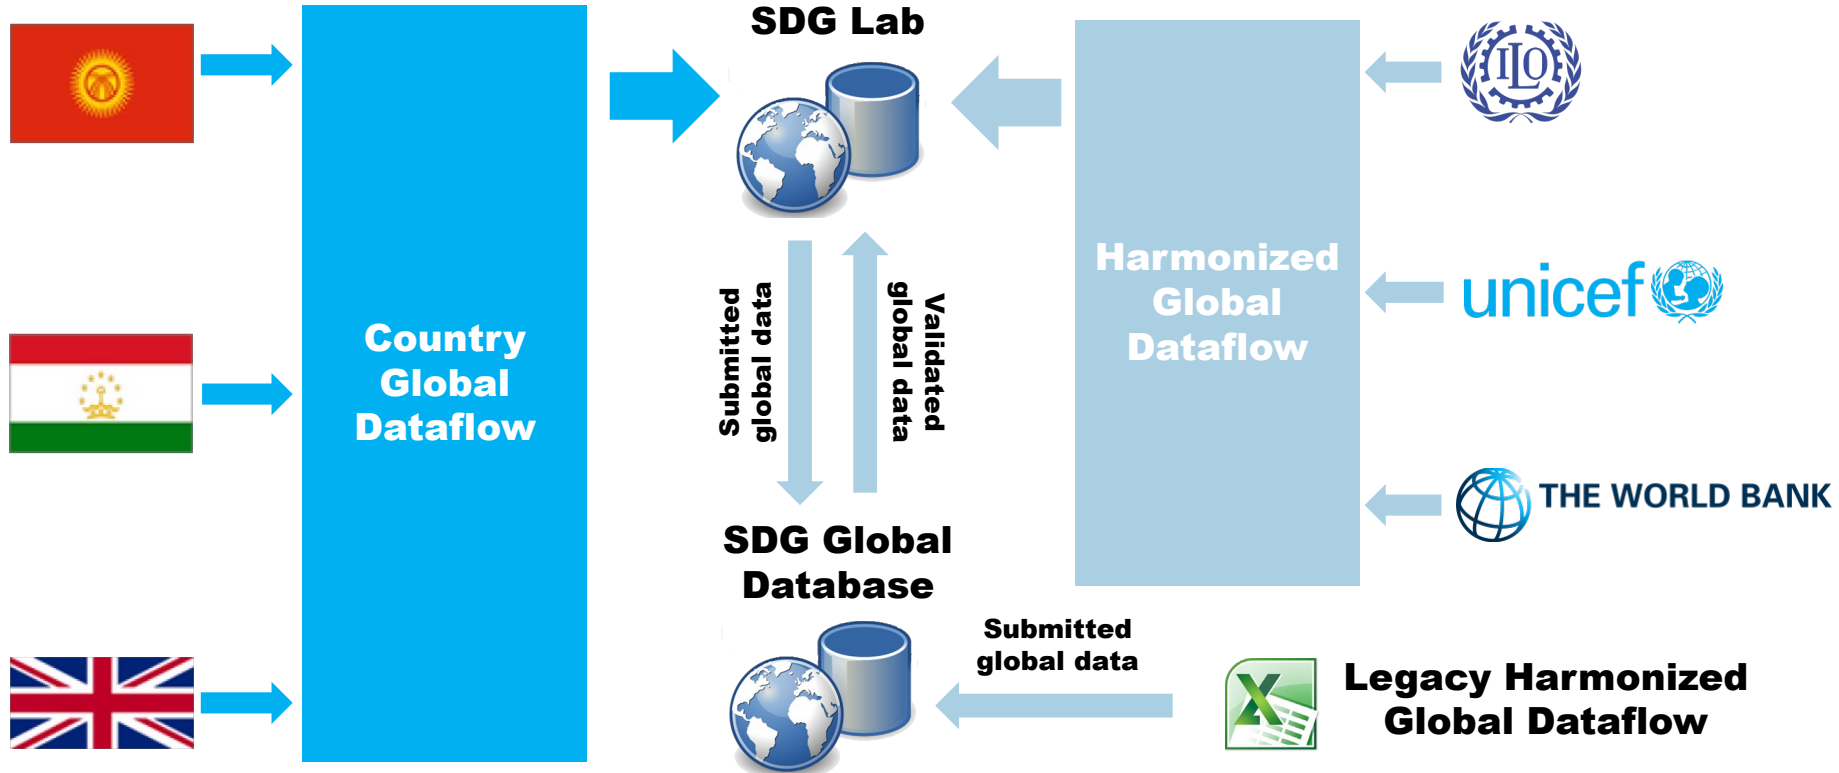 SDG Lab
ILO
Country
Global
Dataflow
Submitted
global data
Validated
global data
Harmonized
Global
Dataflow
unicef
THE WORLD BANK
SDG Global
Database
Submitted
global data
X
Legacy Harmonized
Global Dataflow